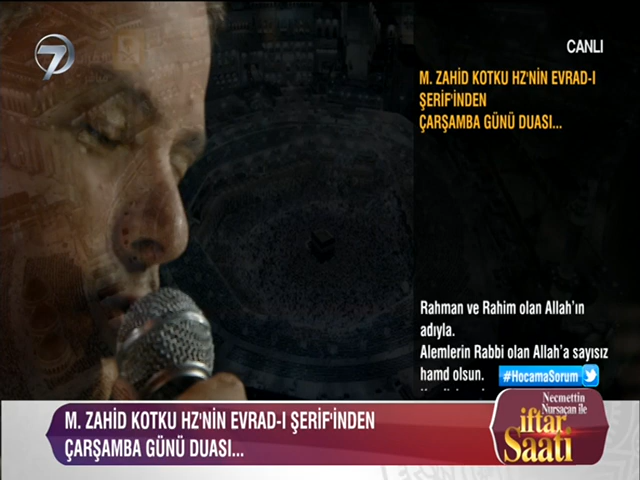 7
CANLI
M. ZAHİD KOTKU HZ'NİN EVRAD-I
ŞERİF'İNDEN
ÇARŞAMBA GÜNÜ DUASI...
Rahman ve Rahim olan Allah'ın
adıyla.
Alemlerin Rabbi olan Allah'a sayısız
hamd olsun.
#HocamaSorum
M. ZAHİD KOTKU HZ'NİN EVRAD-I ŞERİF'İNDEN
ÇARŞAMBA GÜNÜ DUASI...
Necmettin
Nursaçan ile
iftar
Saati